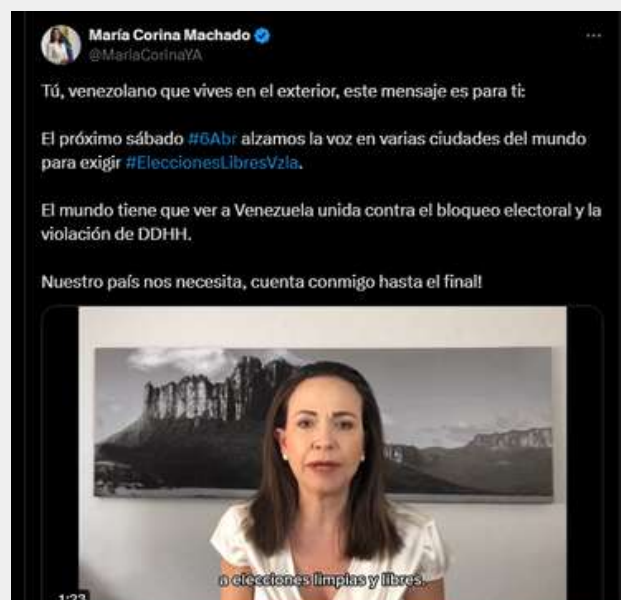 María Corina Machado
@MariaCorinaYA
Tú, venezolano que vives en el exterior, este mensaje es para ti:
El próximo sábado #6Abr alzamos la voz en varias ciudades del mundo
para exigir #EleccionesLibresVzla.
El mundo tiene que ver a Venezuela unida contra el bloqueo electoral y la
violación de DDHH.
Nuestro país nos necesita, cuenta conmigo hasta el final!
a elecciones limpias y libres.
1:23